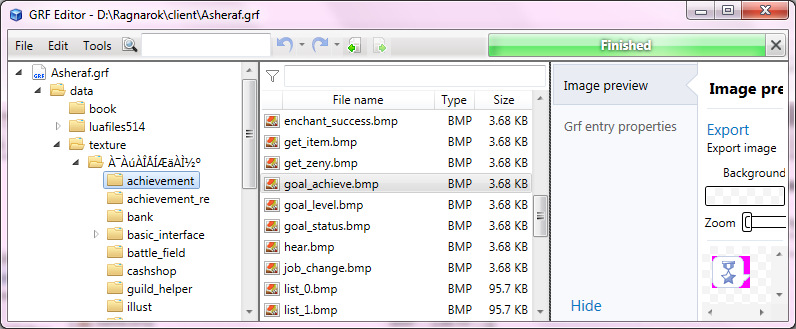 GRF Editor - D:\Ragnarok\client\Asheraf.grf
File Edit Tools
Finished
Asheraf.grf
data
book
luafiles514
texture
À¯ÀúÀÎÅÍÆäÀÌ½º
achievement
achievement_re
bank
basic_interface
battle_field
cashshop
guild_helper
illust
File name Type Size
enchant_success.bmp BMP 3.68 KB
get_item.bmp BMP 3.68 KB
get_zeny.bmp BMP 3.68 KB
goal_achieve.bmp BMP 3.68 KB
goal_level.bmp BMP 3.68 KB
goal_status.bmp BMP 3.68 KB
hear.bmp BMP 3.68 KB
job_change.bmp BMP 3.68 KB
list_0.bmp BMP 95.7 KB
list_1.bmp BMP 95.7 KB
Image preview
Grf entry properties
Hide
Image pre
Export
Export image
Background
Zoom